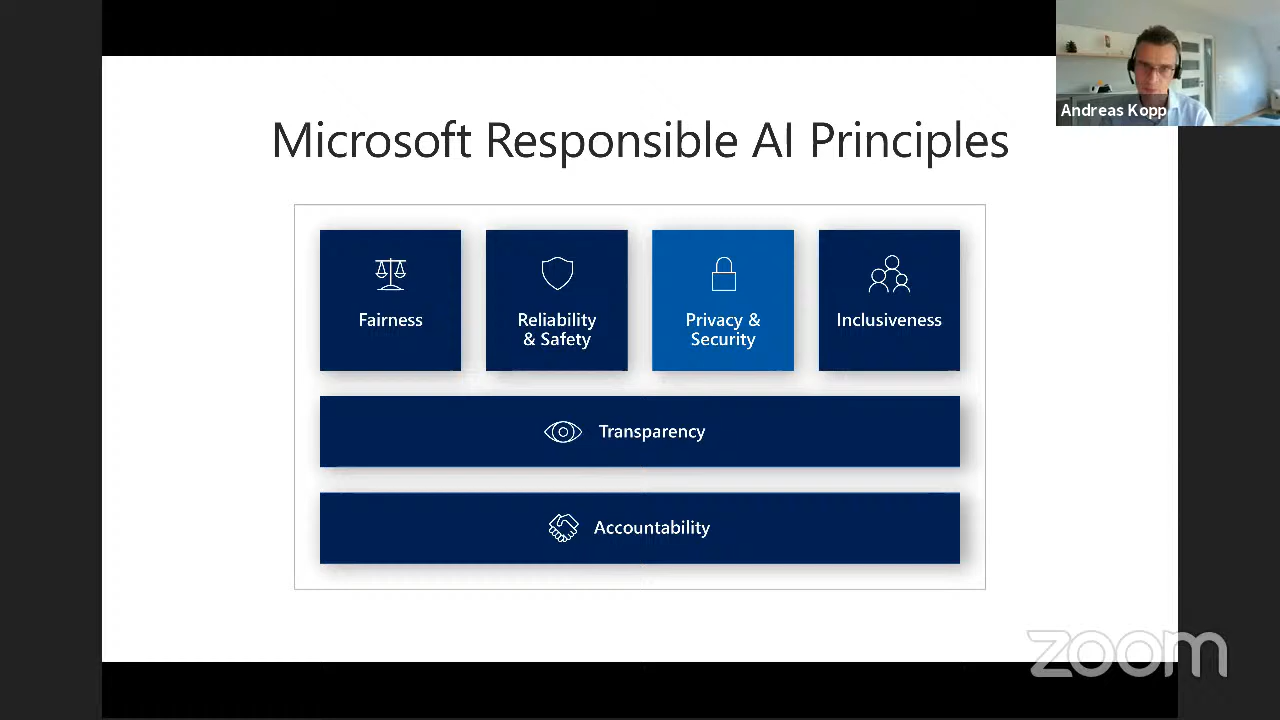 Andreas Kopp
Microsoft Responsible AI Principles
Fairness
Reliability
& Safety
Privacy &
Security
Inclusiveness
Transparency
Accountability
zoom